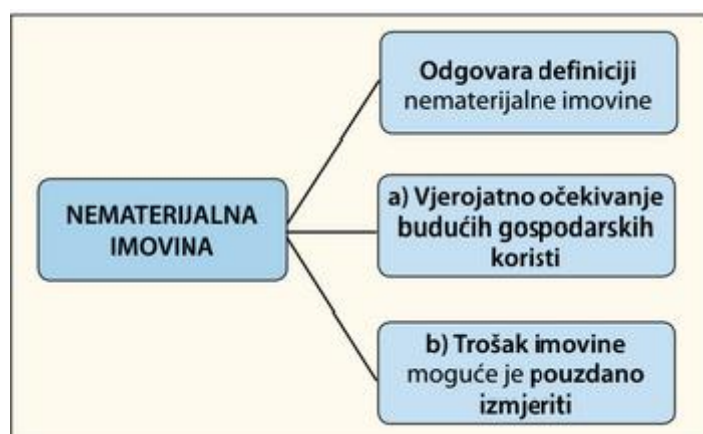 Odgovara definiciji
nematerijalne imovine
NEMATERIJALNA
IMOVINA
a) Vjerojatno očekivanje
budućih gospodarskih
koristi
b) Trošak imovine
moguće je pouzdano
izmjeriti